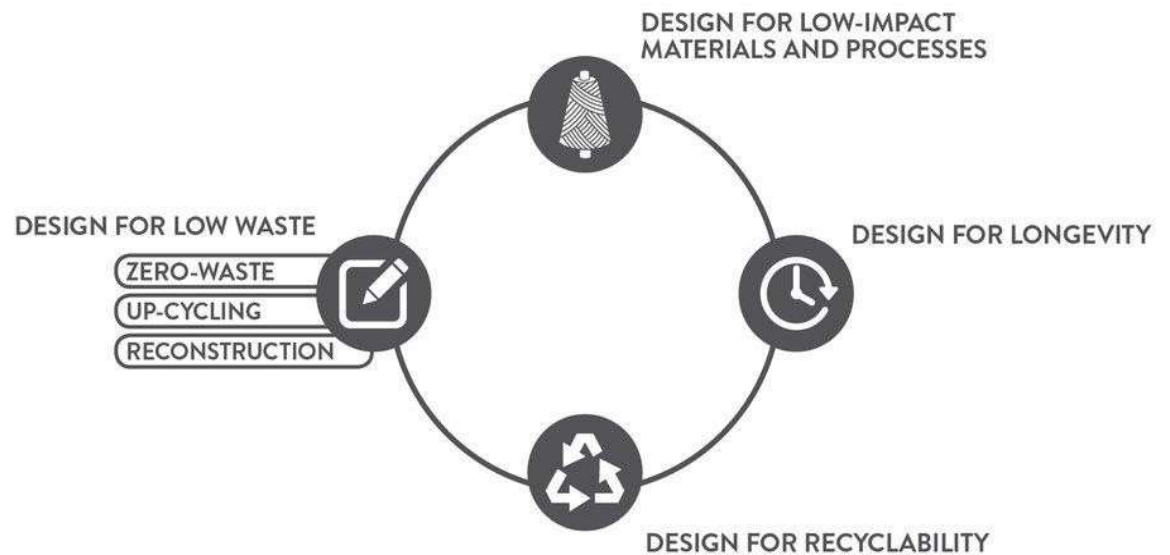 DESIGN FOR LOW-IMPACT
MATERIALS AND PROCESSES
DESIGN FOR LOW WASTE
ZERO-WASTE
UP-CYCLING
RECONSTRUCTION
DESIGN FOR LONGEVITY
DESIGN FOR RECYCLABILITY